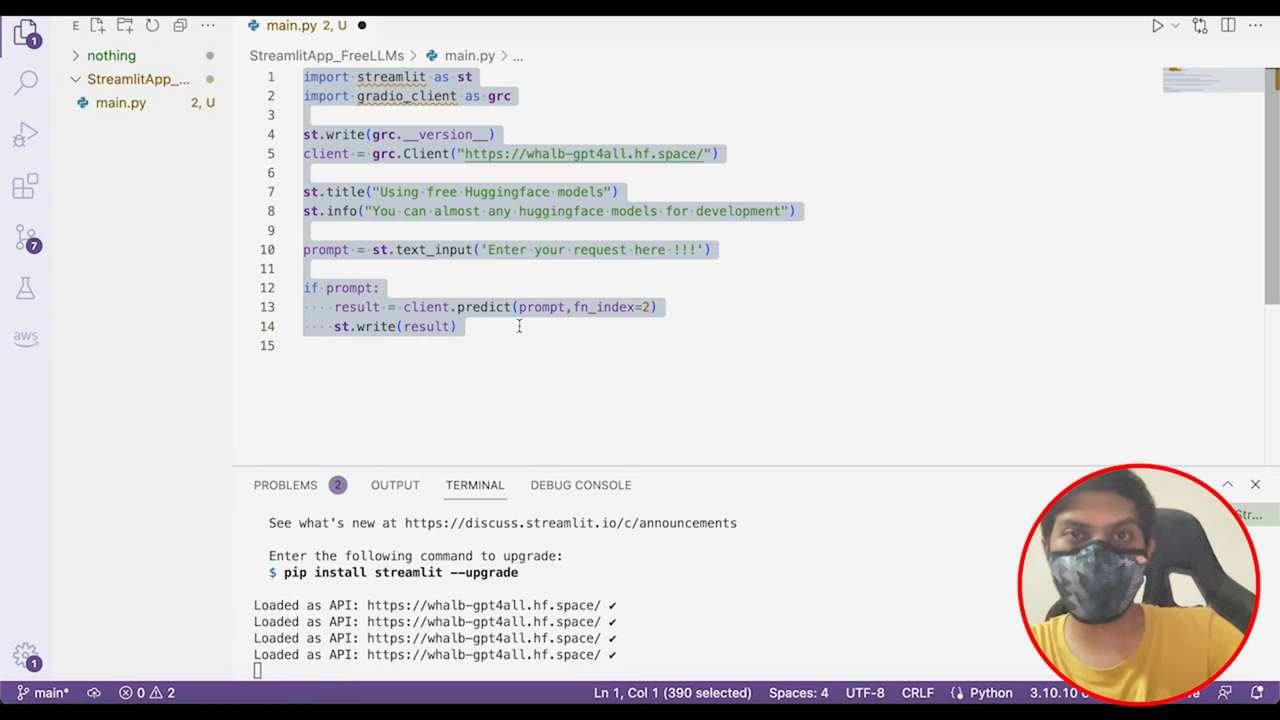 1
E
main.py 2, U
nothing
StreamlitApp_...
main.py 2, U
7
aws
1
StreamlitApp_FreeLLMs > main.py > ...
1 import streamlit as st
2 import gradio_client as grc
3
4 st.write(grc.__version__)
5 client = grc.Client("https://whalb-gpt4all.hf.space/")
6
7 st.title("Using free Huggingface models")
8 st.info("You can almost any huggingface models for development")
9
10 prompt = st.text_input('Enter your request here !!!')
11
12 if prompt:
13 result = client.predict(prompt,fn_index=2)
14 st.write(result)
15
PROBLEMS 2 OUTPUT TERMINAL DEBUG CONSOLE
See what's new at https://discuss.streamlit.io/c/announcements
Enter the following command to upgrade:
$ pip install streamlit --upgrade
Loaded as API: https://whalb-gpt4all.hf.space/ ✔
Loaded as API: https://whalb-gpt4all.hf.space/ ✔
Loaded as API: https://whalb-gpt4all.hf.space/ ✔
Loaded as API: https://whalb-gpt4all.hf.space/ ✔
Str...
main* 0 2 Ln 1, Col 1 (390 selected) Spaces: 4 UTF-8 CRLF Python 3.10.10